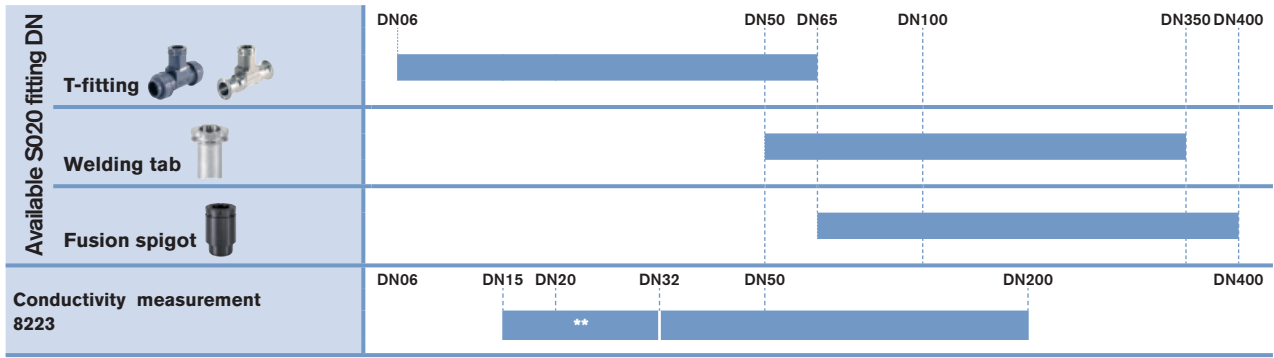 Available S020 fitting DN
DN06 DN50 DN65 DN100 DN350 DN400
T-fitting
Welding tab
Fusion spigot
DN06 DN15 DN20 DN32 DN50 DN200 DN400
Conductivity measurement
8223
**